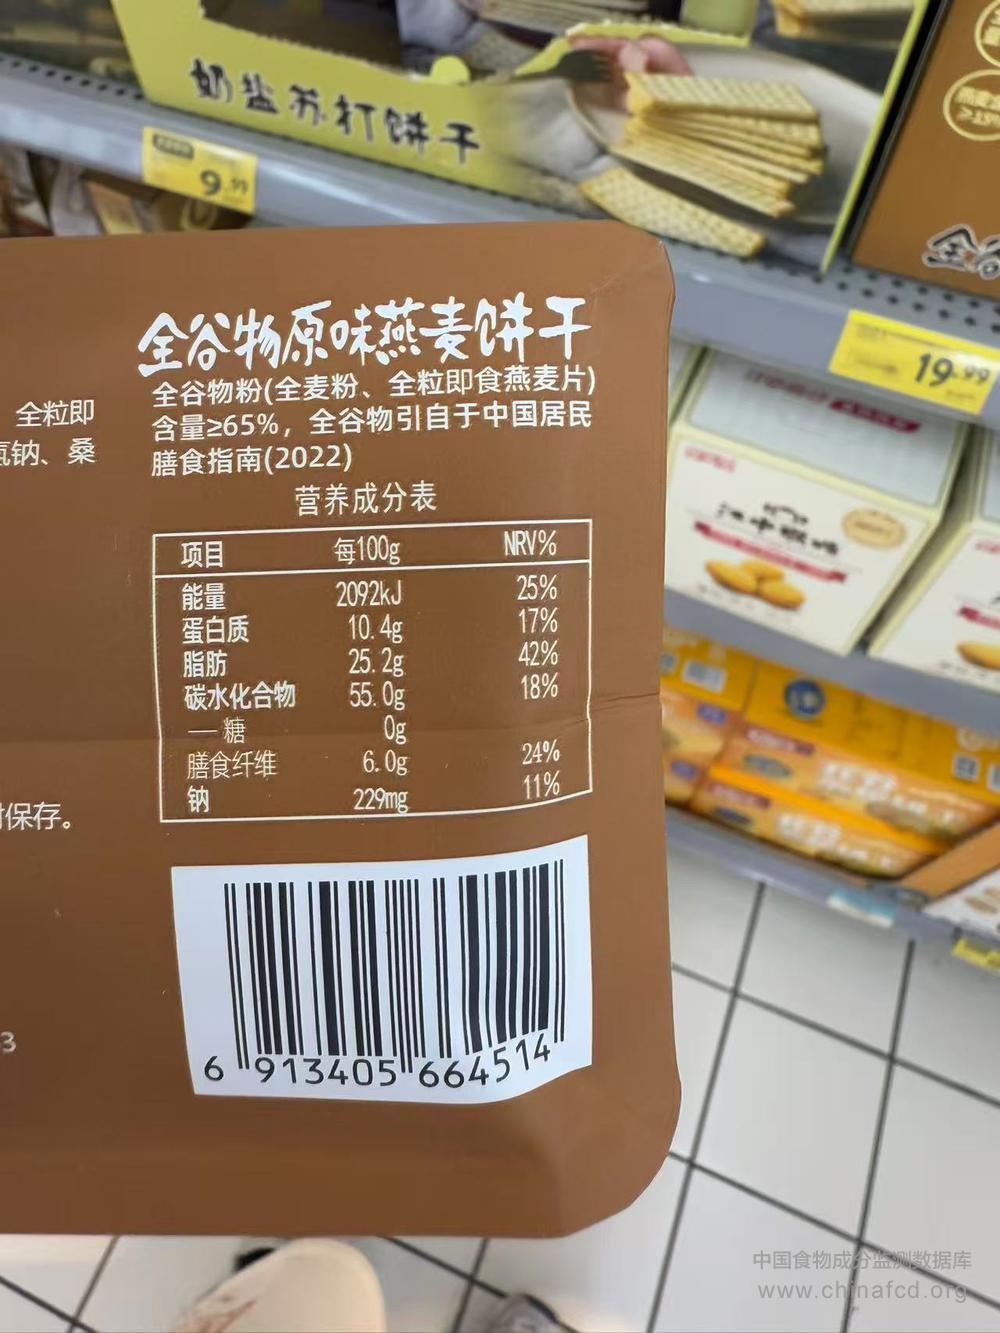 奶盐苏打饼干
9.99
19.99
全谷物原味燕麦饼干
全谷物粉(全麦粉、全粒即食燕麦片)
含量≥65%，全谷物引自于中国居民
膳食指南(2022)
全粒即
氢钠、桑
营养成分表
项目 每100g NRV%
能量 2092kJ 25%
蛋白质 10.4g 17%
脂肪 25.2g 42%
碳水化合物 55.0g 18%
—糖 0g
膳食纤维 6.0g 24%
钠 229mg 11%
保存。
3
6 913405 664514
中国食物成分监测数据库
www.chinafcd.org